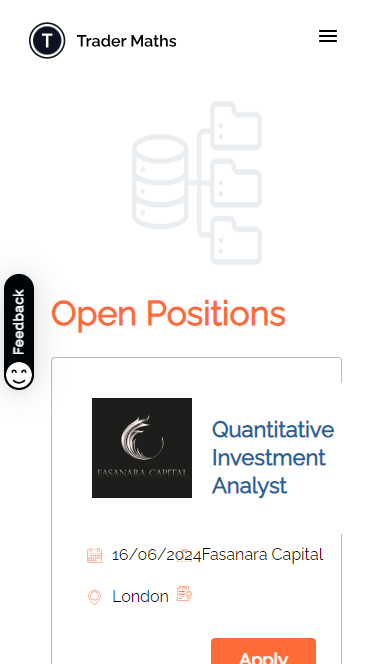 Trader Maths
Feedback
Open Positions
FASANARA CAPITAL
Quantitative
Investment
Analyst
16/06/2024
Fasanara Capital
London
Apply